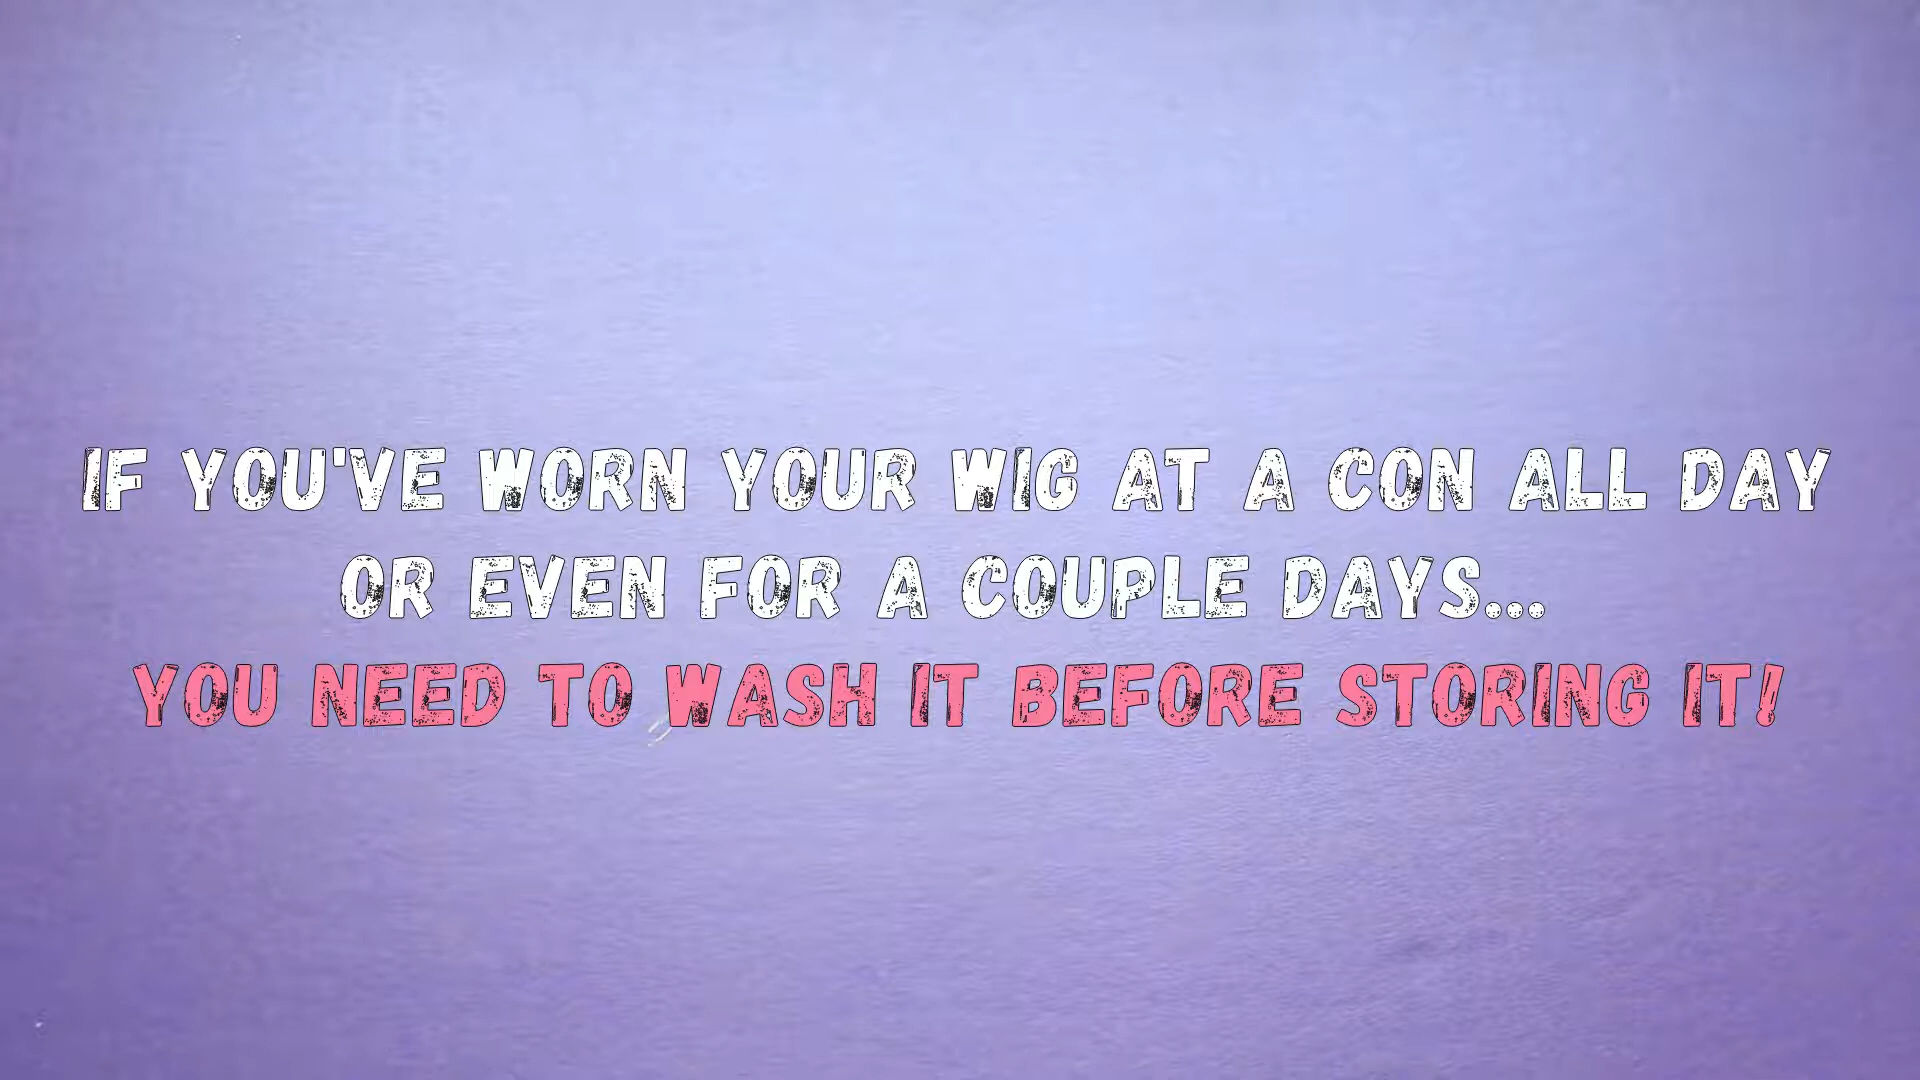 IF YOU'VE WORN YOUR WIG AT A CON ALL DAY
OR EVEN FOR A COUPLE DAYS...
YOU NEED TO WASH IT BEFORE STORING IT!